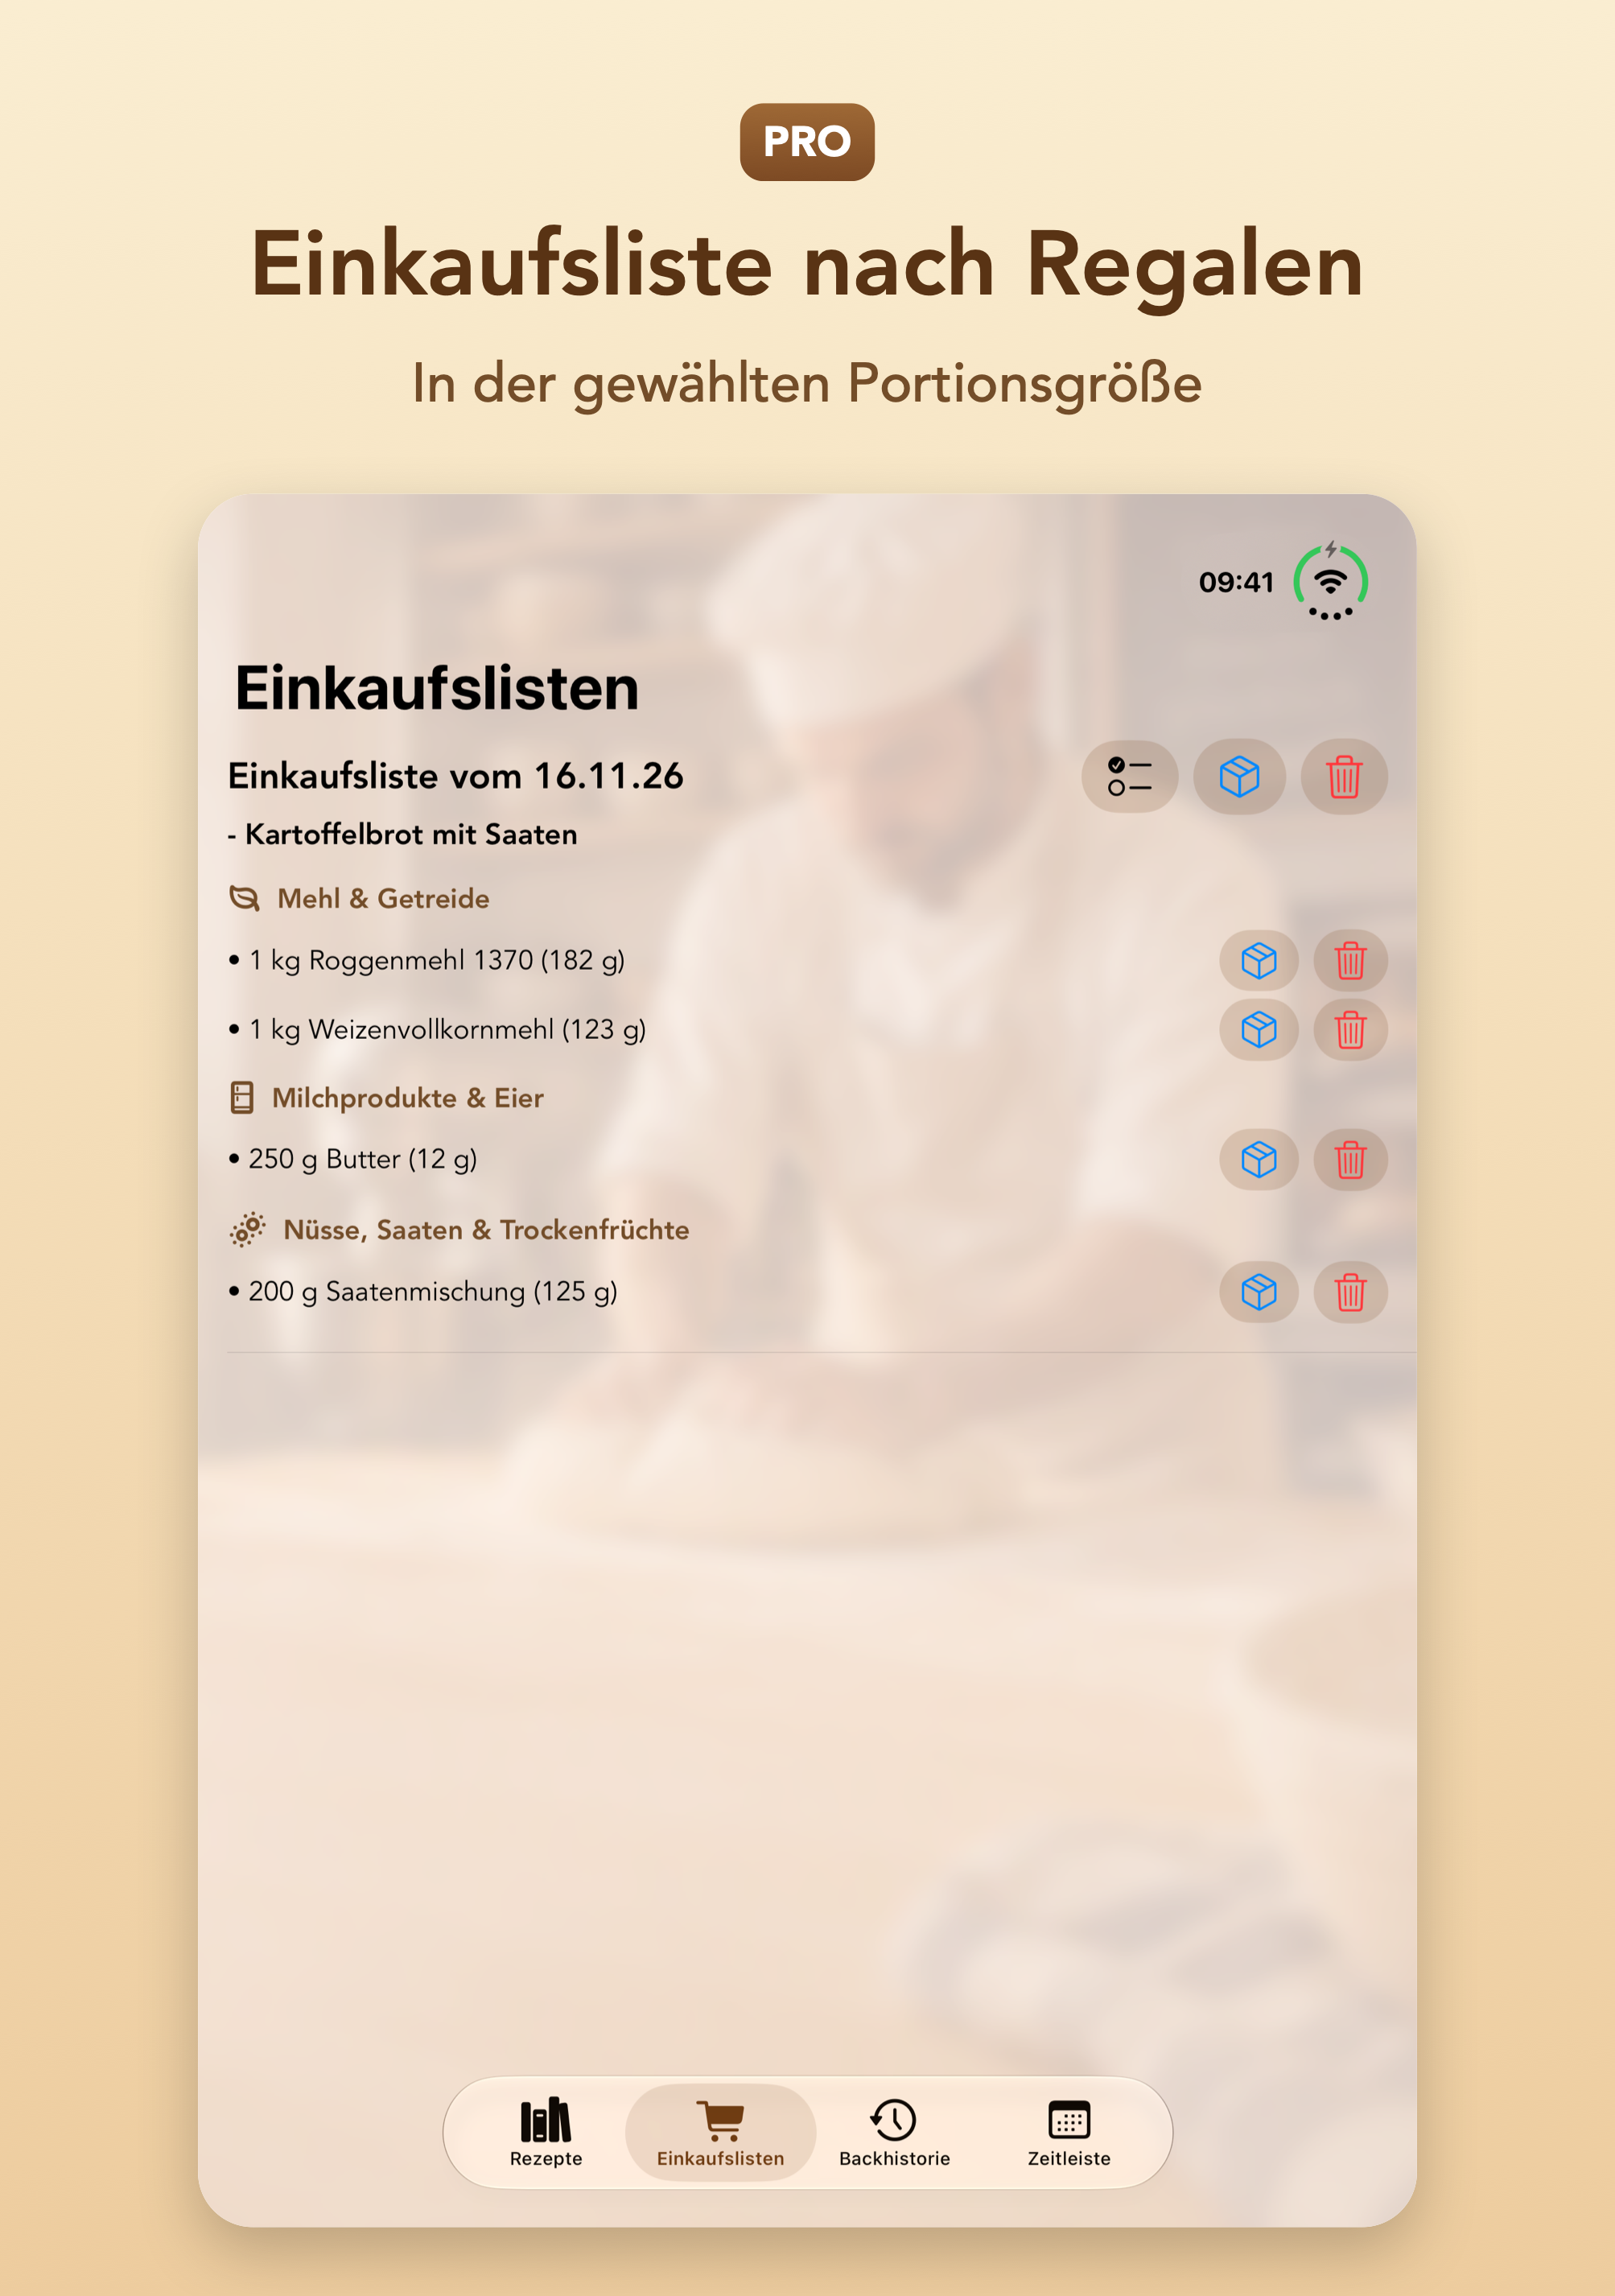 PRO
Einkaufsliste nach Regalen
In der gewählten Portionsgröße
09:41
Einkaufslisten
Einkaufsliste vom 16.11.26
- Kartoffelbrot mit Saaten
Mehl & Getreide
• 1 kg Roggenmehl 1370 (182 g)
• 1 kg Weizenvollkornmehl (123 g)
Milchprodukte & Eier
• 250 g Butter (12 g)
Nüsse, Saaten & Trockenfrüchte
• 200 g Saatenmischung (125 g)
Rezepte
Einkaufslisten
Backhistorie
Zeitleiste